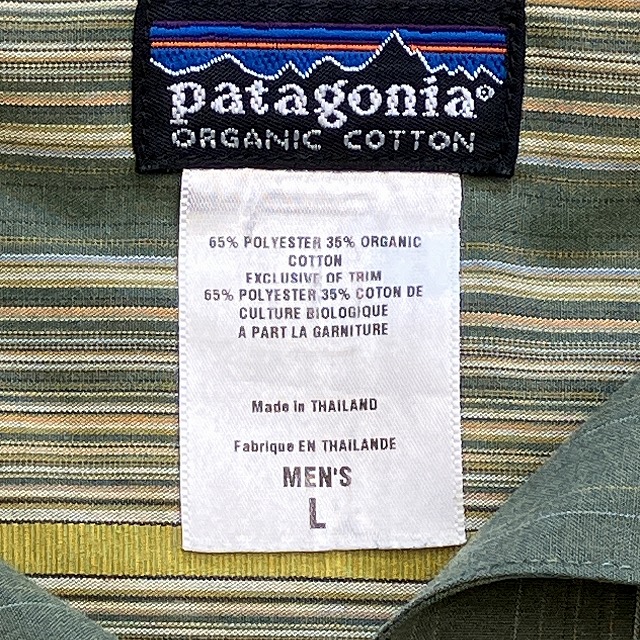 patagonia®
ORGANIC COTTON
65% POLYESTER 35% ORGANIC
COTTON
EXCLUSIVE OF TRIM
65% POLYESTER 35% COTON DE
CULTURE BIOLOGIQUE
A PART LA GARNITURE
Made in THAILAND
Fabrique EN THAILANDE
MEN'S
L